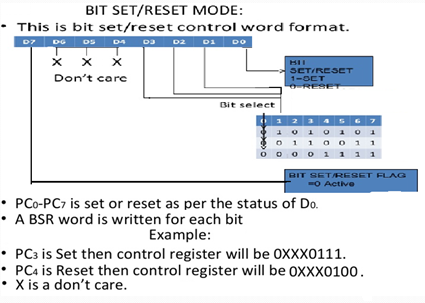 BIT SET/RESET MODE:
• This is bit set/reset control word format.
D7 D6 D5 D4 D3 D2 D1 D0
X X X
Don't care
BIT
SET/RESET
1-SET
0-RESET
Bit select
0 1 2 3 4 5 6 7
0 1 0 1 0 1 0 1
0 0 1 1 0 0 1 1
0 0 0 0 1 1 1 1
BIT SET/RESET FLAG
=0 Active
• PC0-PC7 is set or reset as per the status of D0.
• A BSR word is written for each bit
Example:
• PC3 is Set then control register will be 0XXX0111.
• PC4 is Reset then control register will be 0XXX0100.
• X is a don't care.